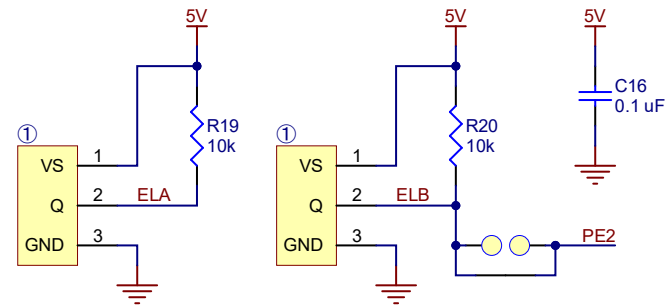 5V
5V
5V
R19
10k
R20
10k
C16
0.1 uF
①
VS
1
Q
2
ELA
GND
3
①
VS
1
Q
2
ELB
GND
3
PE2